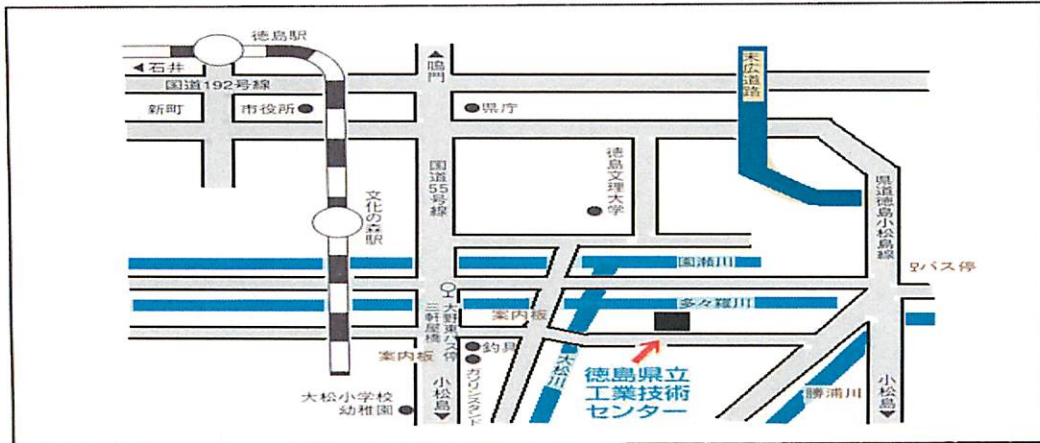 徳島駅
◀石井
国道192号線
新町
市役所
▲鳴門
県庁
末広道路
国道55号線
徳島文理大学
県道徳島小松島線
文化の森駅
園瀬川
バス停
多々羅川
大野東バス停
三軒屋橋
案内板
案内板
釣具
ガソリンスタンド
大松川
徳島県立
工業技術
センター
大松小学校
幼稚園
小松島▼
勝浦川
小松島▼